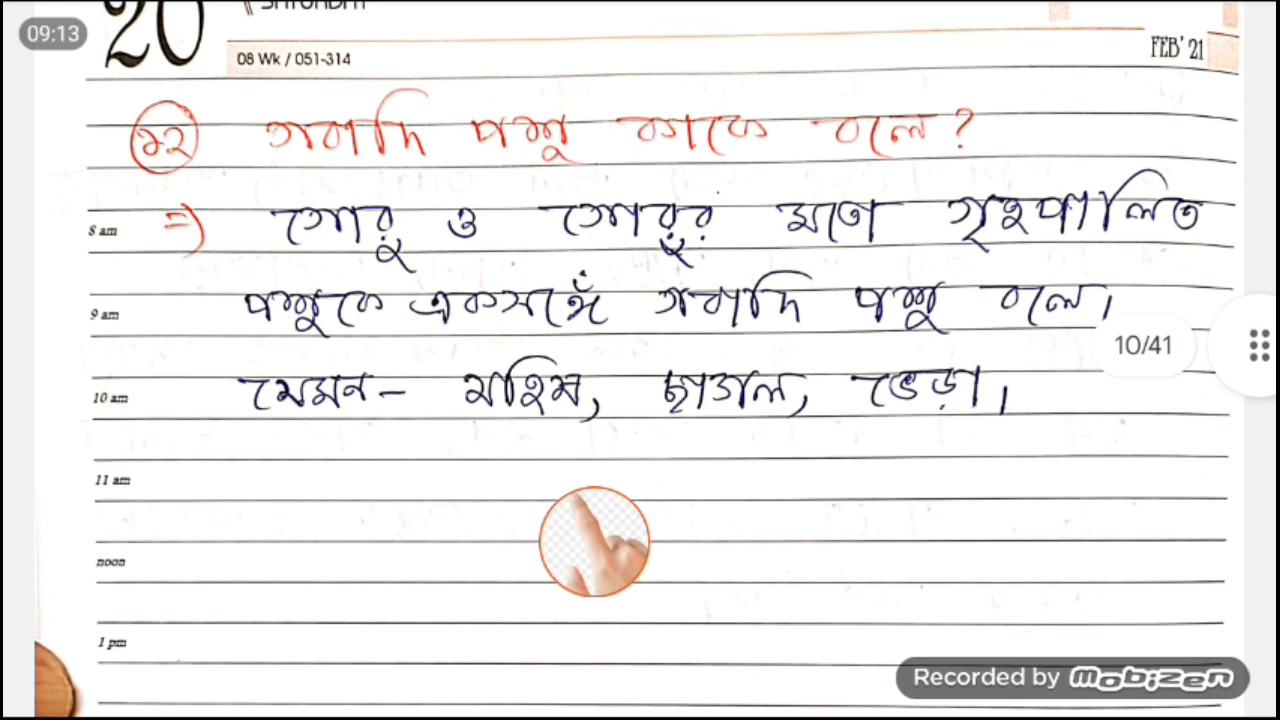 09:13
20
08 Wk / 051-314
FEB' 21
১২ গবাদি পশু কাকে বলে?
8 am => গোরু ও গোরুর মতো গৃহপালিত
9 am পশুকে একসঙ্গে গবাদি পশু বলে।
10/41
10 am যেমন- মহিষ, ছাগল, ভেড়া।
11 am
noon
1 pm
Recorded by mobizen